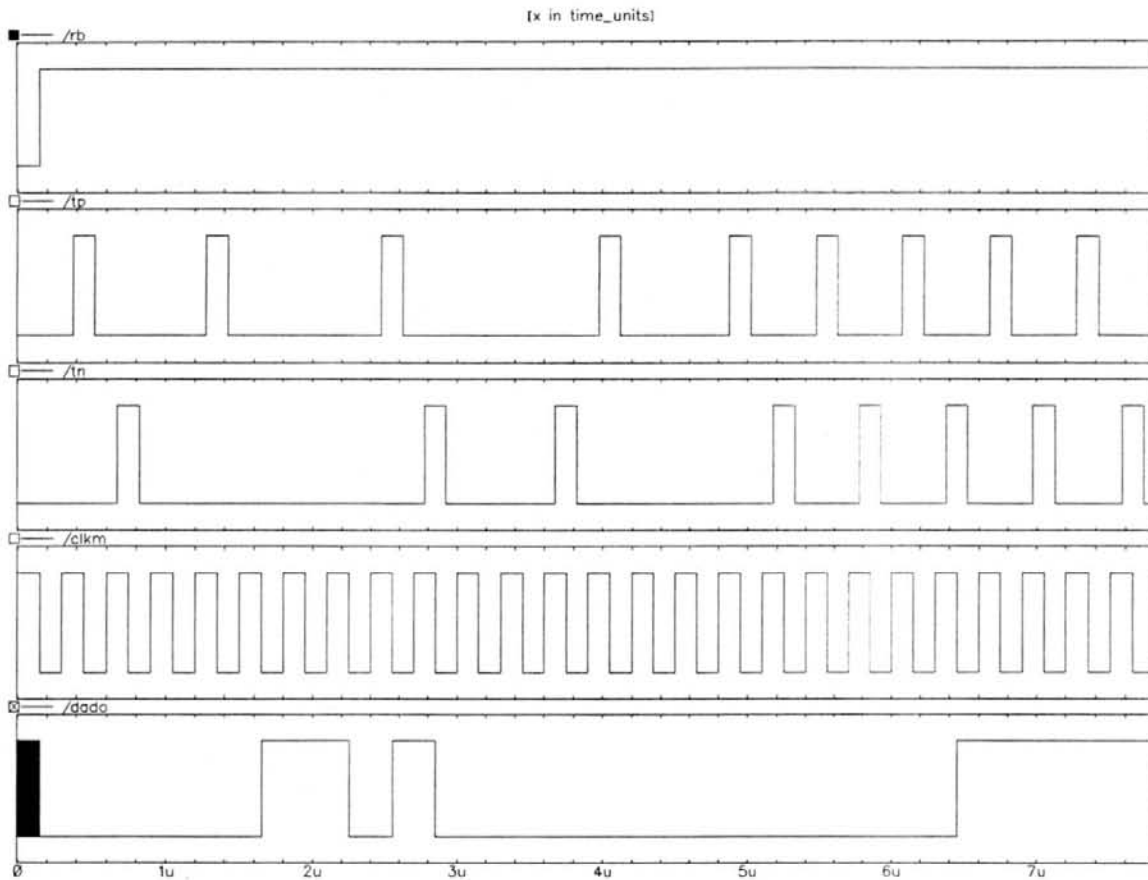 [x in time_units]
/rb
/tp
/tn
/clkm
/dado
0 1u 2u 3u 4u 5u 6u 7u